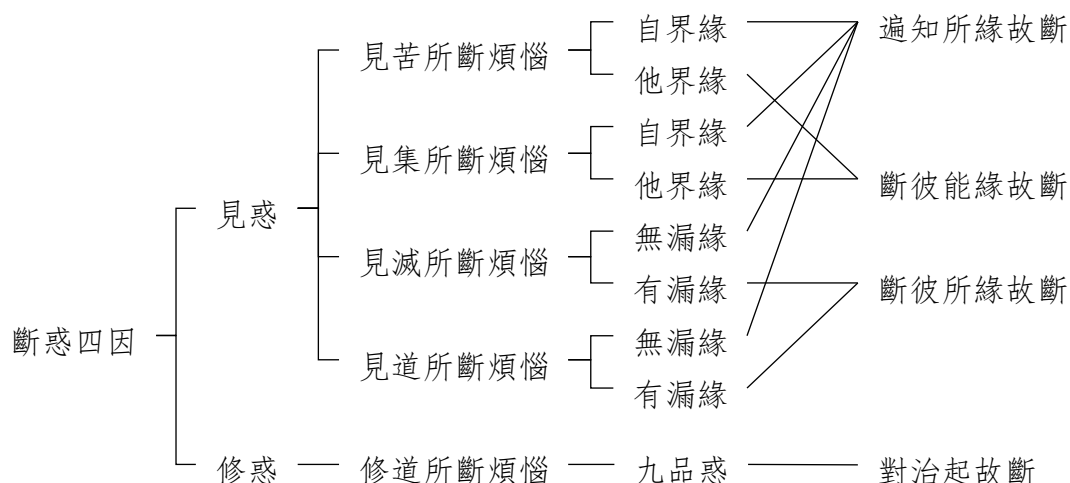 自界緣
遍知所緣故斷
見苦所斷煩惱
他界緣
自界緣
見集所斷煩惱
他界緣
斷彼能緣故斷
見惑
無漏緣
見滅所斷煩惱
有漏緣
斷彼所緣故斷
斷惑四因
無漏緣
見道所斷煩惱
有漏緣
修惑
修道所斷煩惱
九品惑
對治起故斷